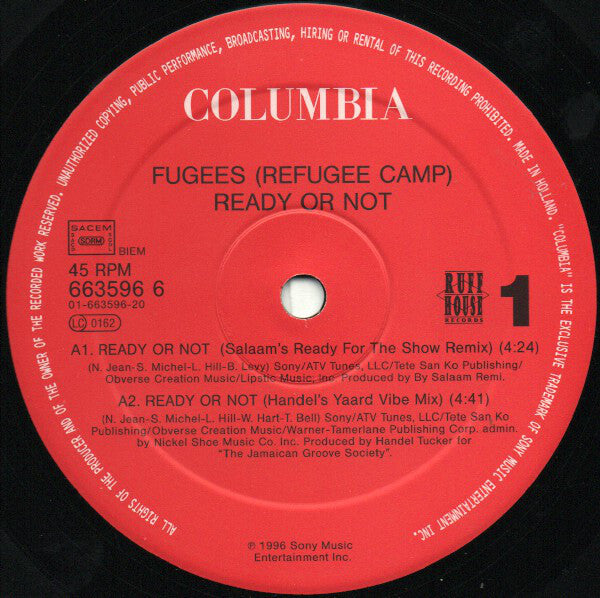 ALL RIGHTS OF THE PRODUCER AND OF THE OWNER OF THE RECORDED WORK RESERVED. UNAUTHORIZED COPYING, PUBLIC PERFORMANCE, BROADCASTING, HIRING OR RENTAL OF THIS RECORDING PROHIBITED. MADE IN HOLLAND. "COLUMBIA" IS THE EXCLUSIVE TRADEMARK OF SONY MUSIC ENTERTAINMENT INC.
COLUMBIA
FUGEES (REFUGEE CAMP)
READY OR NOT
SACEM
SDRM
BIEM
45 RPM
663596 6
01-663596-20
LC 0162
RUFF
HOUSE
RECORDS
1
A1. READY OR NOT (Salaam's Ready For The Show Remix) (4:24)
(N. Jean-S. Michel-L. Hill-B. Levy) Sony/ATV Tunes, LLC/Tete San Ko Publishing/
Obverse Creation Music/Lipstic Music, Inc. Produced by By Salaam Remi.
A2. READY OR NOT (Handel's Yaard Vibe Mix) (4:41)
(N. Jean-S. Michel-L. Hill-W. Hart-T. Bell) Sony/ATV Tunes, LLC/Tete San Ko
Publishing/Obverse Creation Music/Warner-Tamerlane Publishing Corp. admin.
by Nickel Shoe Music Co. Inc. Produced by Handel Tucker for
"The Jamaican Groove Society".
℗ 1996 Sony Music
Entertainment Inc.